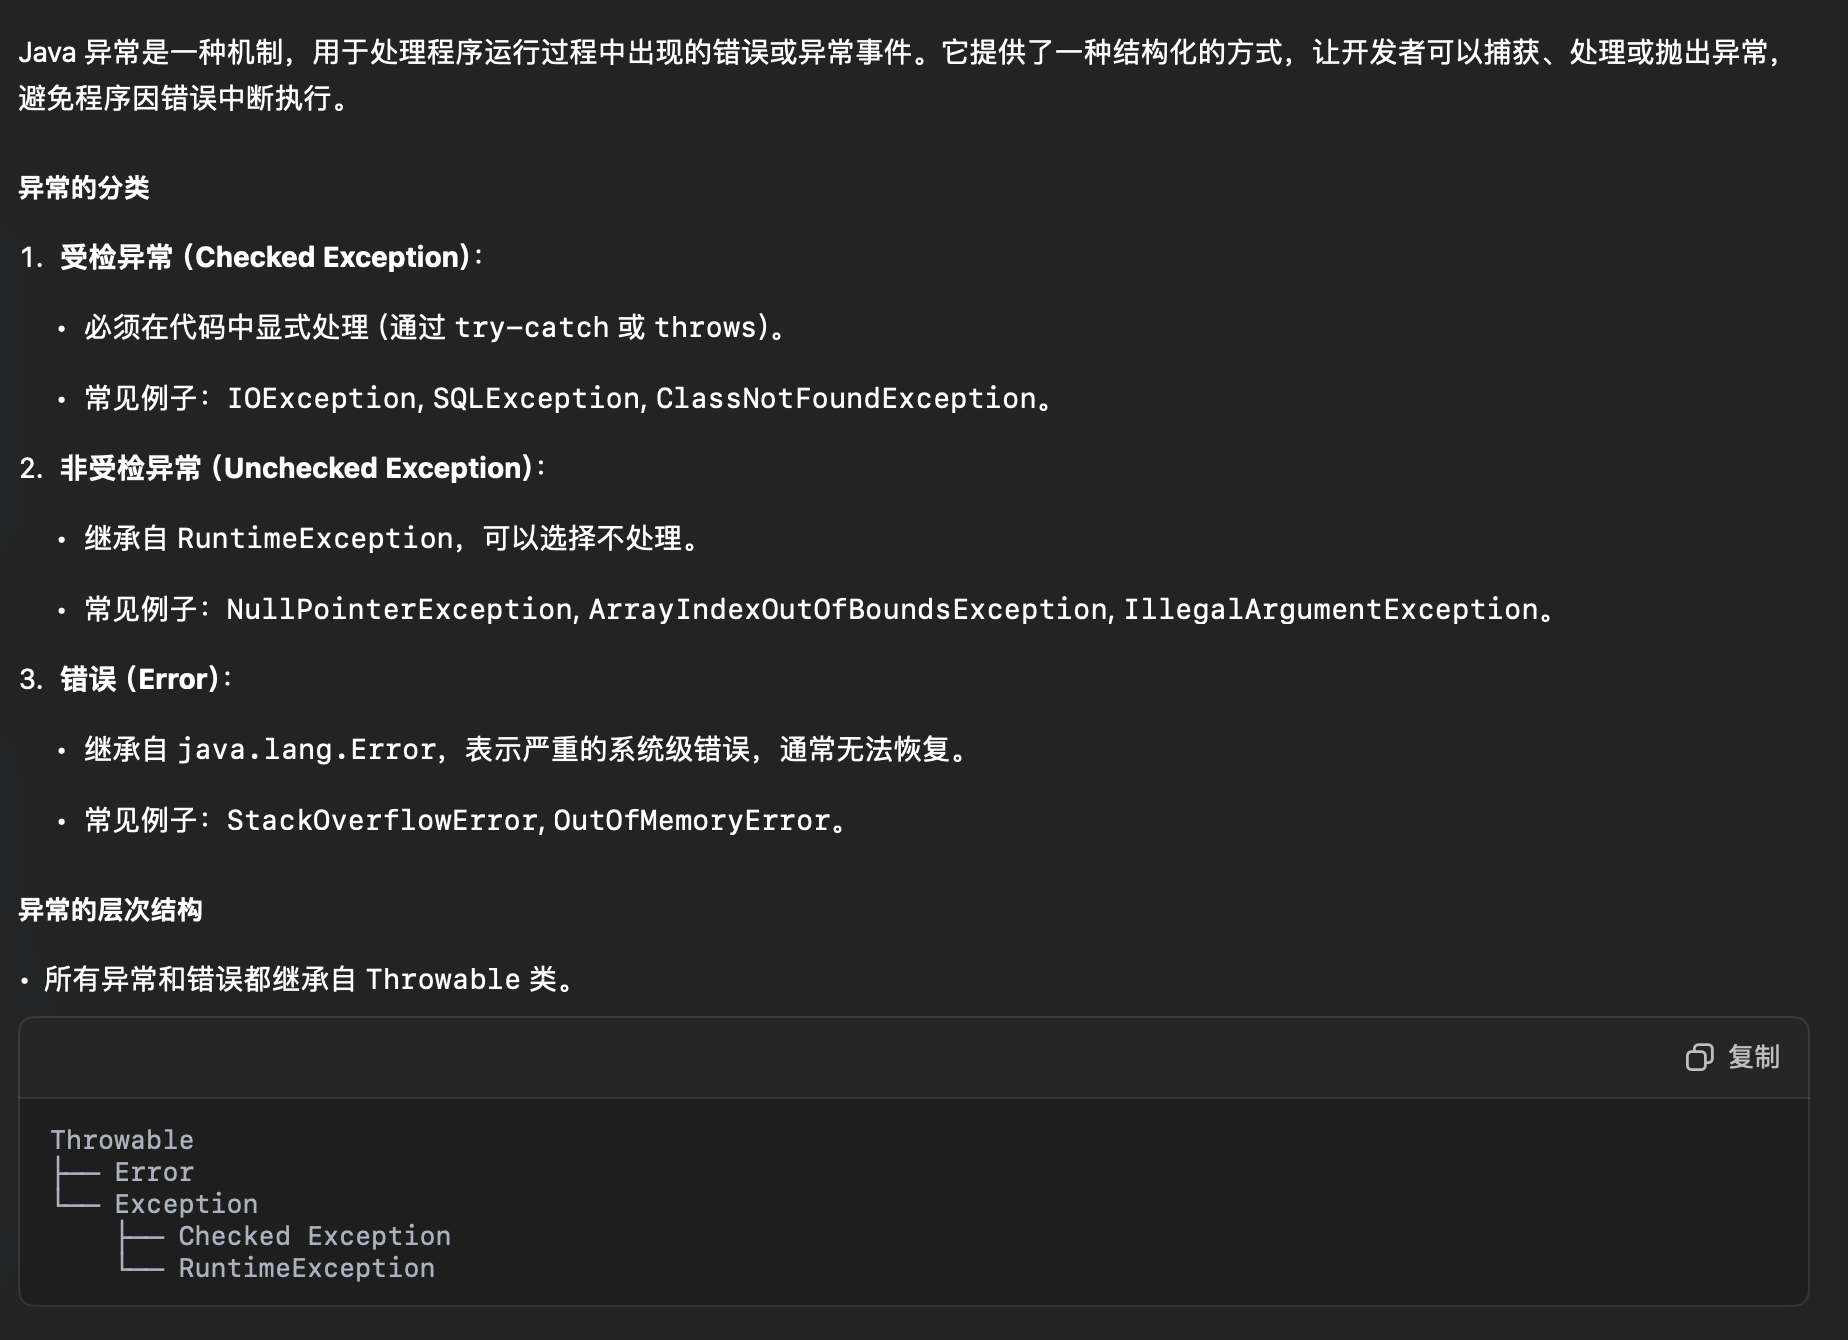 Java 异常是一种机制，用于处理程序运行过程中出现的错误或异常事件。它提供了一种结构化的方式，让开发者可以捕获、处理或抛出异常，
避免程序因错误中断执行。
异常的分类
1. 受检异常 (Checked Exception)：
• 必须在代码中显式处理 (通过 try-catch 或 throws)。
• 常见例子：IOException, SQLException, ClassNotFoundException。
2. 非受检异常 (Unchecked Exception)：
• 继承自 RuntimeException，可以选择不处理。
• 常见例子：NullPointerException, ArrayIndexOutOfBoundsException, IllegalArgumentException。
3. 错误 (Error)：
• 继承自 java.lang.Error，表示严重的系统级错误，通常无法恢复。
• 常见例子：StackOverflowError, OutOfMemoryError。
异常的层次结构
• 所有异常和错误都继承自 Throwable 类。
复制
Throwable
├── Error
└── Exception
    ├── Checked Exception
    └── RuntimeException